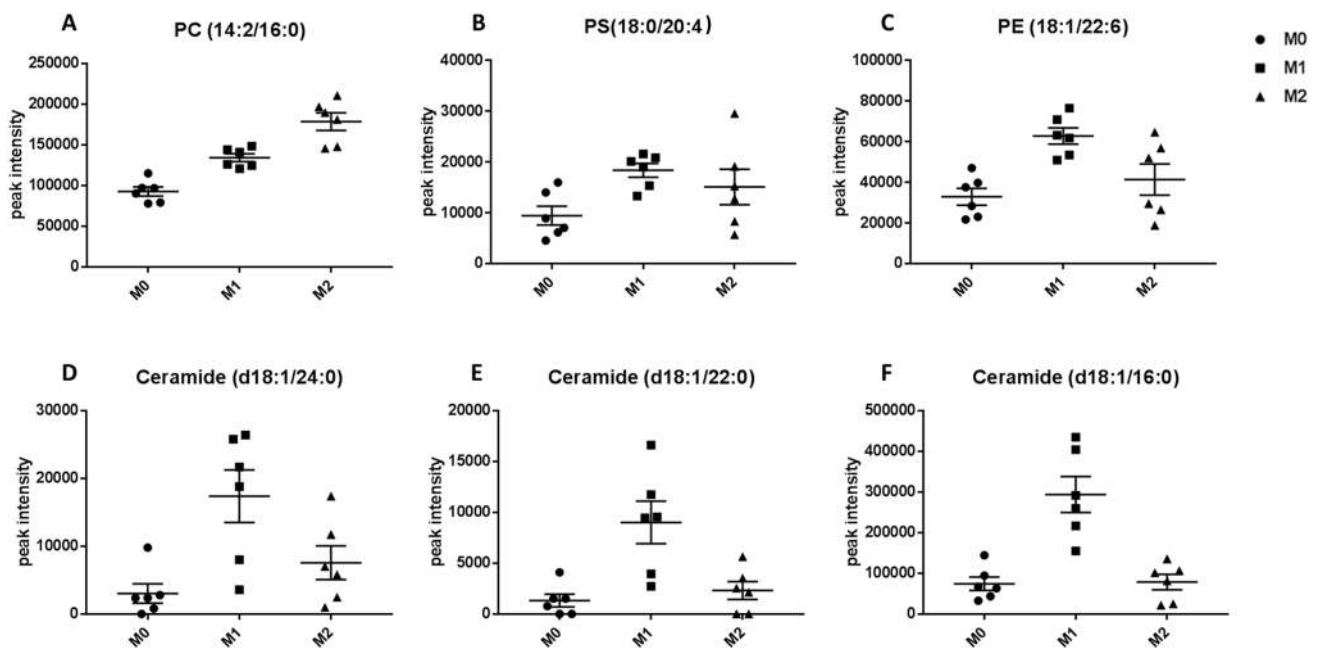 A
PC (14:2/16:0)
peak intensity
250000
200000
150000
100000
50000
0
M0
M1
M2
B
PS(18:0/20:4)
peak intensity
40000
30000
20000
10000
0
M0
M1
M2
C
PE (18:1/22:6)
peak intensity
100000
80000
60000
40000
20000
0
M0
M1
M2
M0
M1
M2
D
Ceramide (d18:1/24:0)
peak intensity
30000
20000
10000
0
M0
M1
M2
E
Ceramide (d18:1/22:0)
peak intensity
20000
15000
10000
5000
0
M0
M1
M2
F
Ceramide (d18:1/16:0)
peak intensity
500000
400000
300000
200000
100000
0
M0
M1
M2